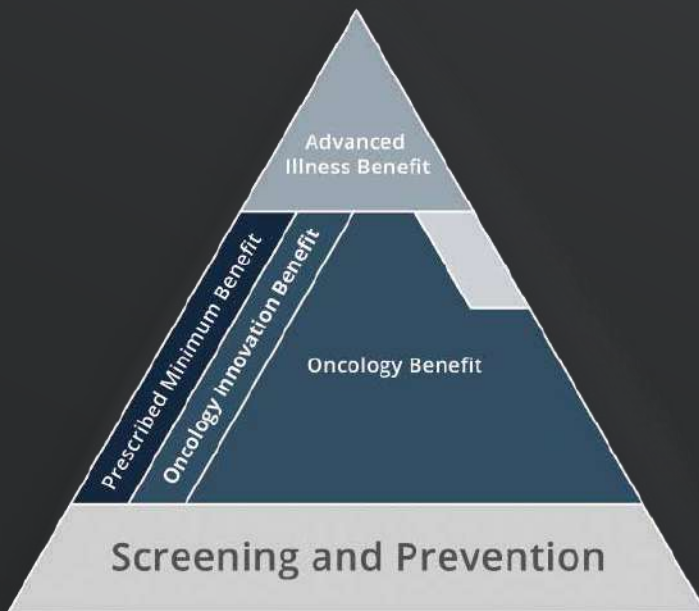 Advanced
Illness Benefit
Prescribed Minimum Benefit
Oncology Innovation Benefit
Oncology Benefit
Screening and Prevention